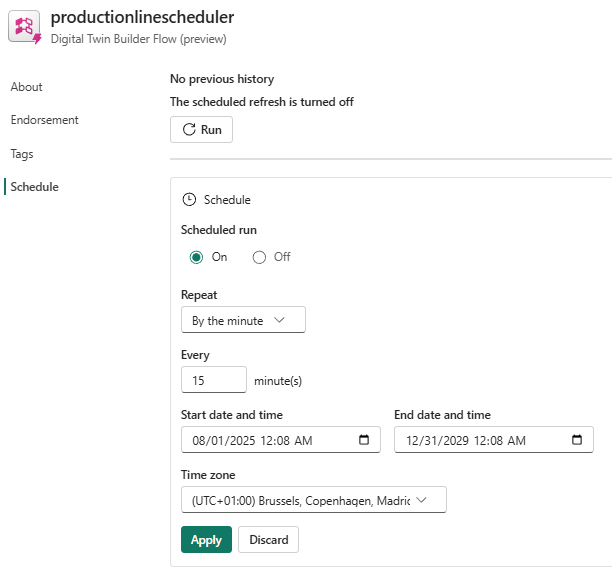 productionlinescheduler
Digital Twin Builder Flow (preview)
About
Endorsement
Tags
Schedule
No previous history
The scheduled refresh is turned off
Run
Schedule
Scheduled run
On Off
Repeat
By the minute
Every
15 minute(s)
Start date and time End date and time
08/01/2025 12:08 AM 12/31/2029 12:08 AM
Time zone
(UTC+01:00) Brussels, Copenhagen, Madric
Apply Discard